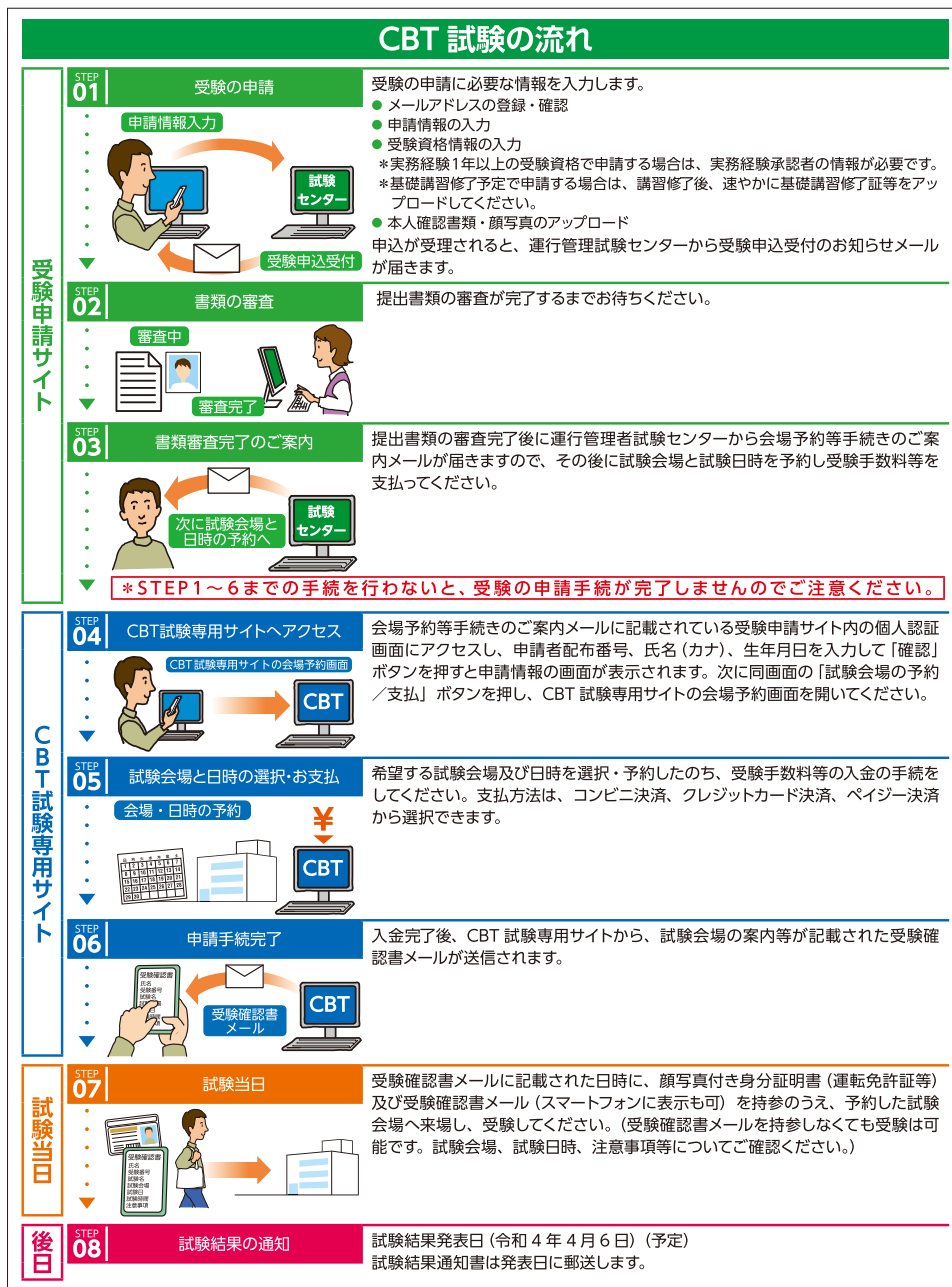 CBT 試験の流れ
受験申請サイト
STEP
01
受験の申請
申請情報入力
試験
センター
受験申込受付
受験の申請に必要な情報を入力します。
● メールアドレスの登録・確認
● 申請情報の入力
● 受験資格情報の入力
＊実務経験1年以上の受験資格で申請する場合は、実務経験承認者の情報が必要です。
＊基礎講習修了予定で申請する場合は、講習修了後、速やかに基礎講習修了証等をアッ
プロードしてください。
● 本人確認書類・顔写真のアップロード
申込が受理されると、運行管理試験センターから受験申込受付のお知らせメール
が届きます。
STEP
02
書類の審査
審査中
審査完了
提出書類の審査が完了するまでお待ちください。
STEP
03
書類審査完了のご案内
次に試験会場と
日時の予約へ
試験
センター
提出書類の審査完了後に運行管理者試験センターから会場予約等手続きのご案
内メールが届きますので、その後に試験会場と試験日時を予約し受験手数料等を
支払ってください。
＊STEP1～6までの手続を行わないと、受験の申請手続が完了しませんのでご注意ください。
CBT試験専用サイト
STEP
04
CBT試験専用サイトへアクセス
CBT試験専用サイトの会場予約画面
CBT
会場予約等手続きのご案内メールに記載されている受験申請サイト内の個人認証
画面にアクセスし、申請者配布番号、氏名（カナ）、生年月日を入力して「確認」
ボタンを押すと申請情報の画面が表示されます。次に同画面の「試験会場の予約
／支払」ボタンを押し、CBT 試験専用サイトの会場予約画面を開いてください。
STEP
05
試験会場と日時の選択・お支払
会場・日時の予約
¥
CBT
希望する試験会場及び日時を選択・予約したのち、受験手数料等の入金の手続を
してください。支払方法は、コンビニ決済、クレジットカード決済、ペイジー決済
から選択できます。
STEP
06
申請手続完了
受験確認書
氏名
受験番号
試験名
受験確認書
メール
CBT
入金完了後、CBT 試験専用サイトから、試験会場の案内等が記載された受験確
認書メールが送信されます。
試験当日
STEP
07
試験当日
受験確認書
氏名
受験番号
試験名
試験会場
試験日
試験時間
注意事項
受験確認書メールに記載された日時に、顔写真付き身分証明書（運転免許証等）
及び受験確認書メール（スマートフォンに表示も可）を持参のうえ、予約した試験
会場へ来場し、受験してください。（受験確認書メールを持参しなくても受験は可
能です。試験会場、試験日時、注意事項等についてご確認ください。）
後日
STEP
08
試験結果の通知
試験結果発表日（令和 4 年 4 月 6 日）（予定）
試験結果通知書は発表日に郵送します。